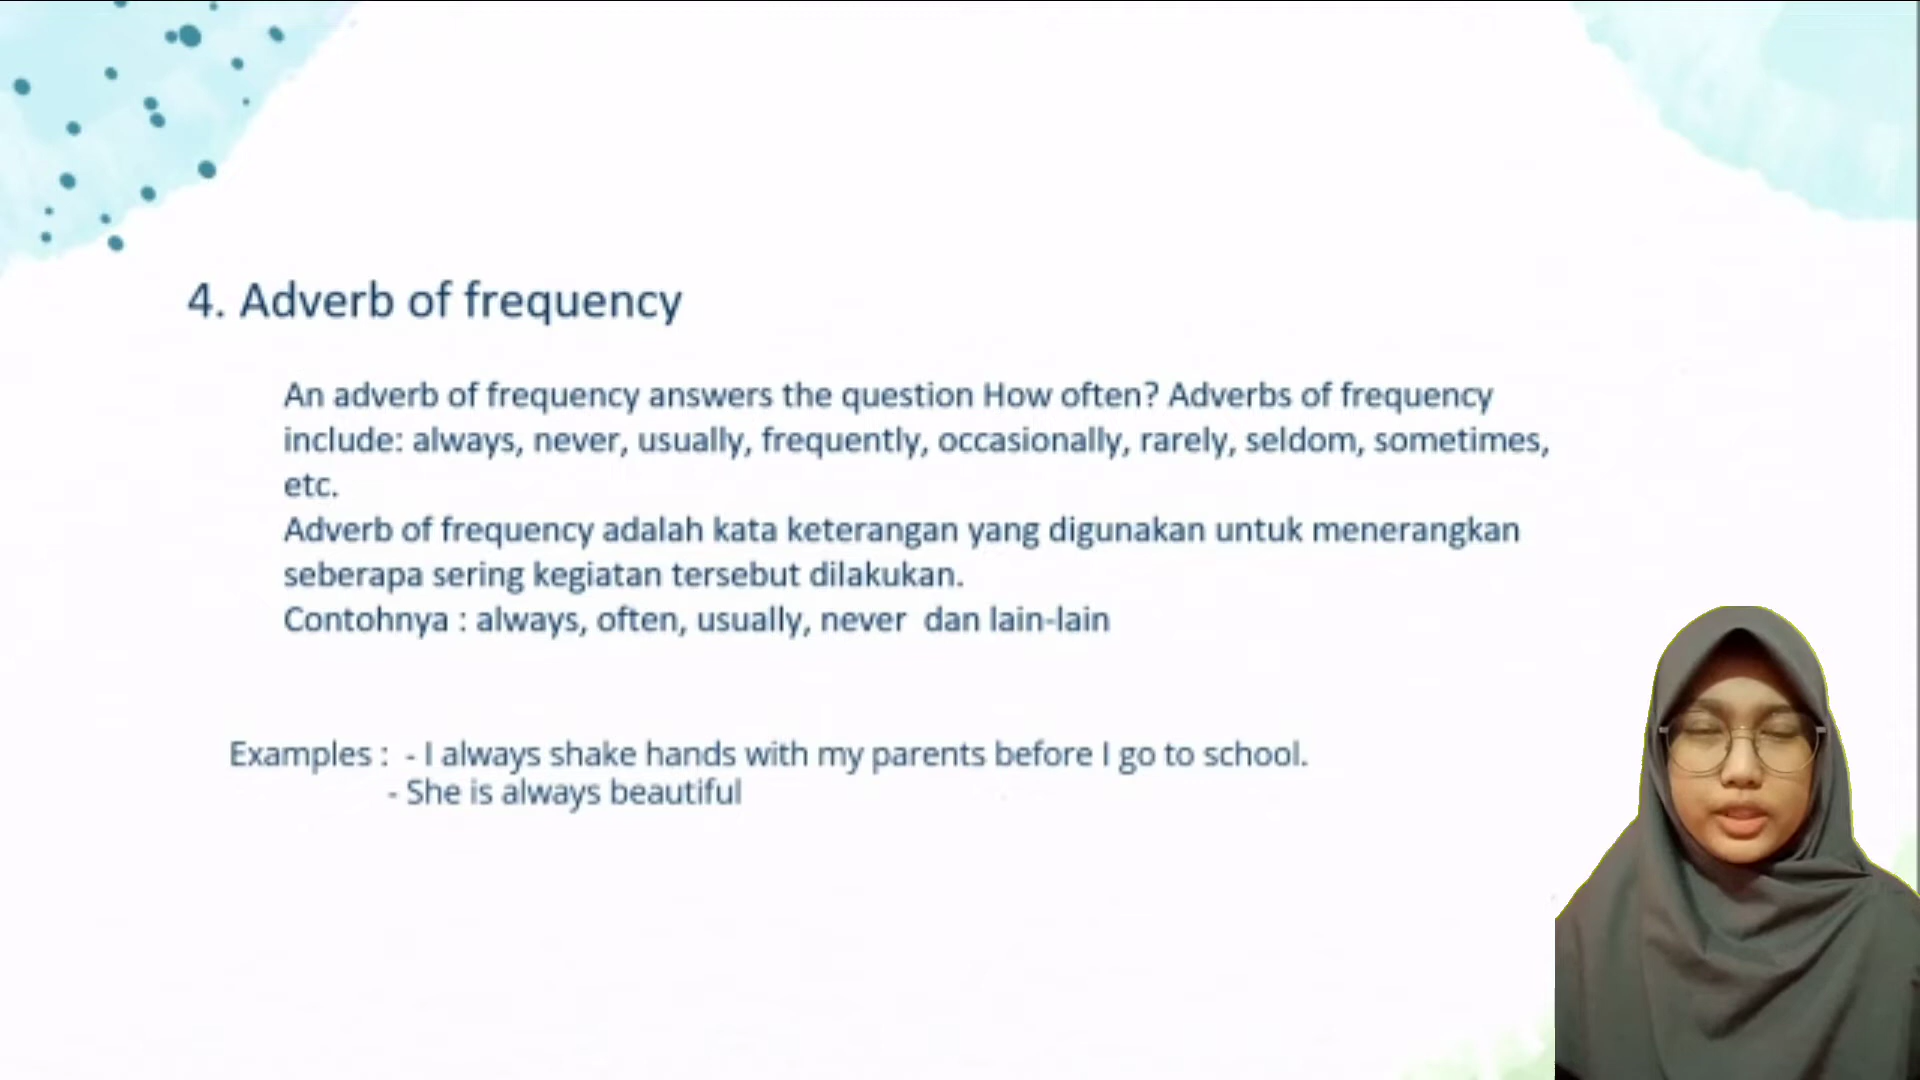 4. Adverb of frequency
An adverb of frequency answers the question How often? Adverbs of frequency
include: always, never, usually, frequently, occasionally, rarely, seldom, sometimes,
etc.
Adverb of frequency adalah kata keterangan yang digunakan untuk menerangkan
seberapa sering kegiatan tersebut dilakukan.
Contohnya : always, often, usually, never  dan lain-lain
Examples :  - I always shake hands with my parents before I go to school.
- She is always beautiful